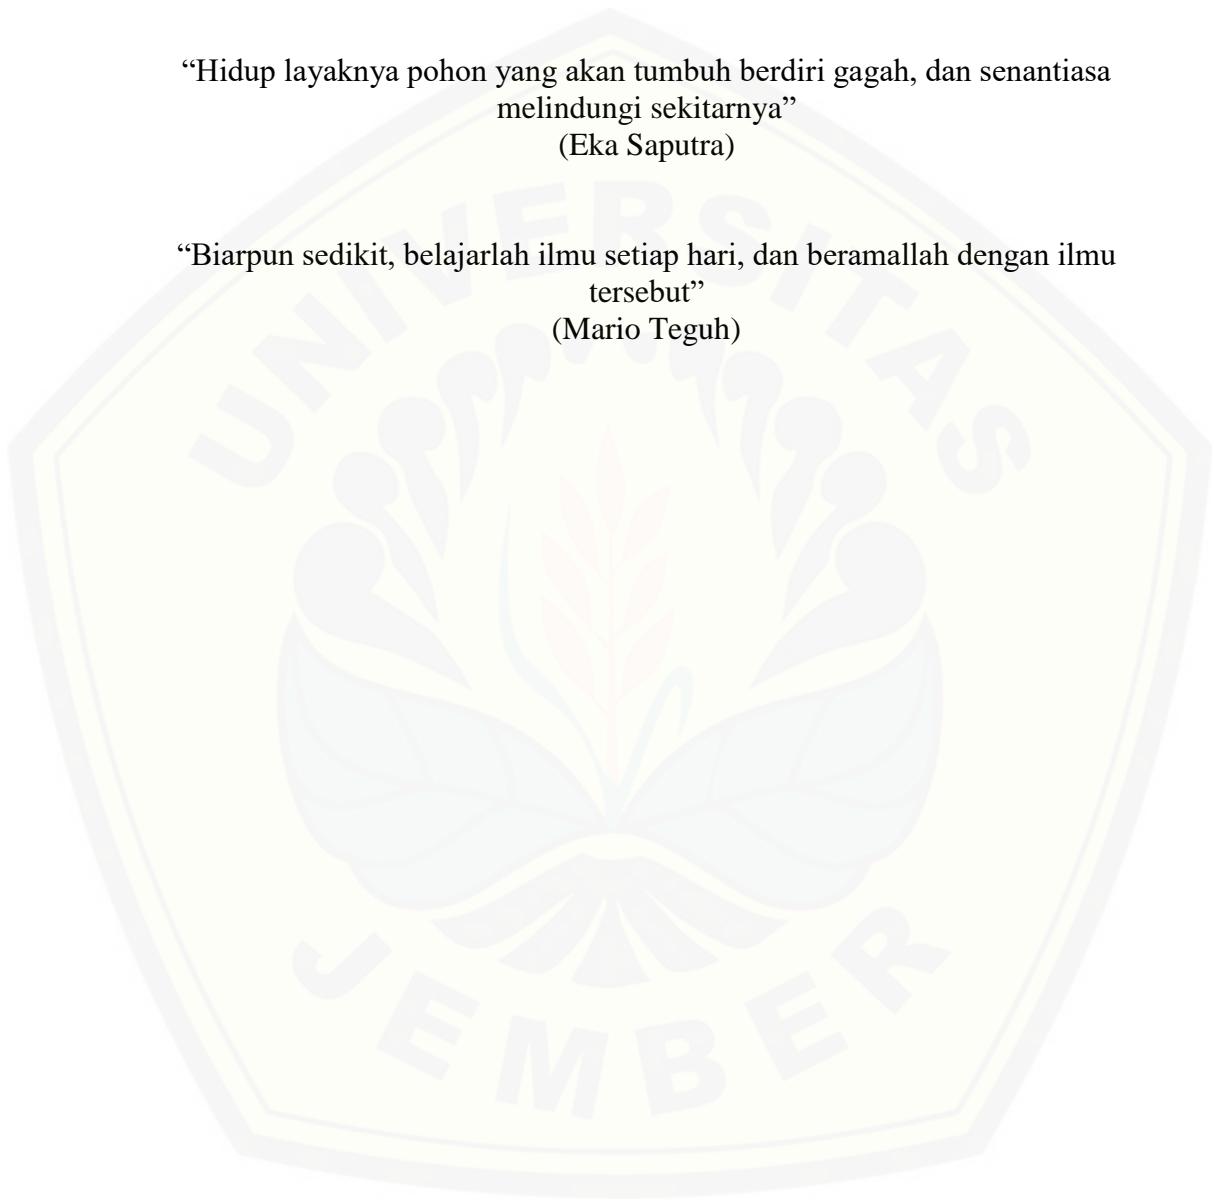 “Hidup layaknya pohon yang akan tumbuh berdiri gagah, dan senantiasa
melindungi sekitarnya”
(Eka Saputra)
“Biarpun sedikit, belajarlah ilmu setiap hari, dan beramallah dengan ilmu
tersebut”
(Mario Teguh)
UNIVERSITAS
JEMBER